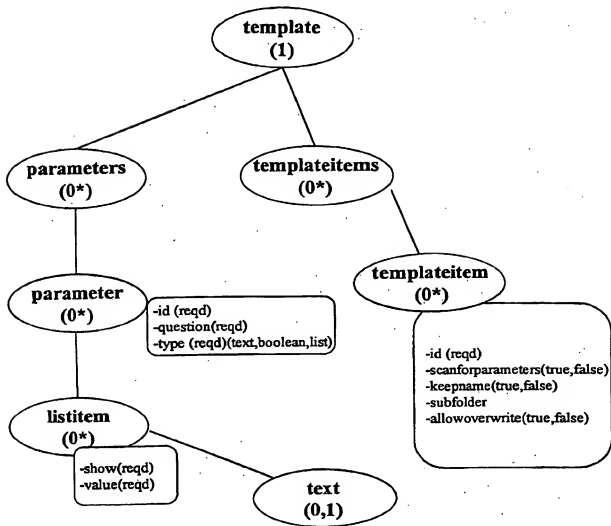 template
(1)
parameters
(0*)
templateitems
(0*)
parameter
(0*)
-id (reqd)
-question(reqd)
-type (reqd)(text,boolean,list)
templateitem
(0*)
-id (reqd)
-scanforparameters(true,false)
-keepname(true,false)
-subfolder
-allowoverwrite(true,false)
listitem
(0*)
-show(reqd)
-value(reqd)
text
(0,1)